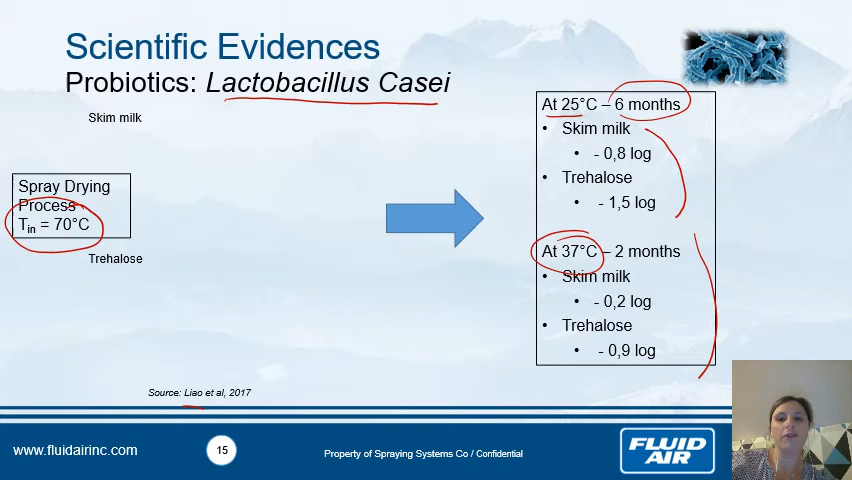 Scientific Evidences
Probiotics: Lactobacillus Casei
Skim milk
Spray Drying
Process
Tin = 70°C
Trehalose
At 25°C – 6 months
• Skim milk
• - 0,8 log
• Trehalose
• - 1,5 log
At 37°C – 2 months
• Skim milk
• - 0,2 log
• Trehalose
• - 0,9 log
Source: Liao et al, 2017
www.fluidairinc.com
15
Property of Spraying Systems Co / Confidential
FLUID
AIR